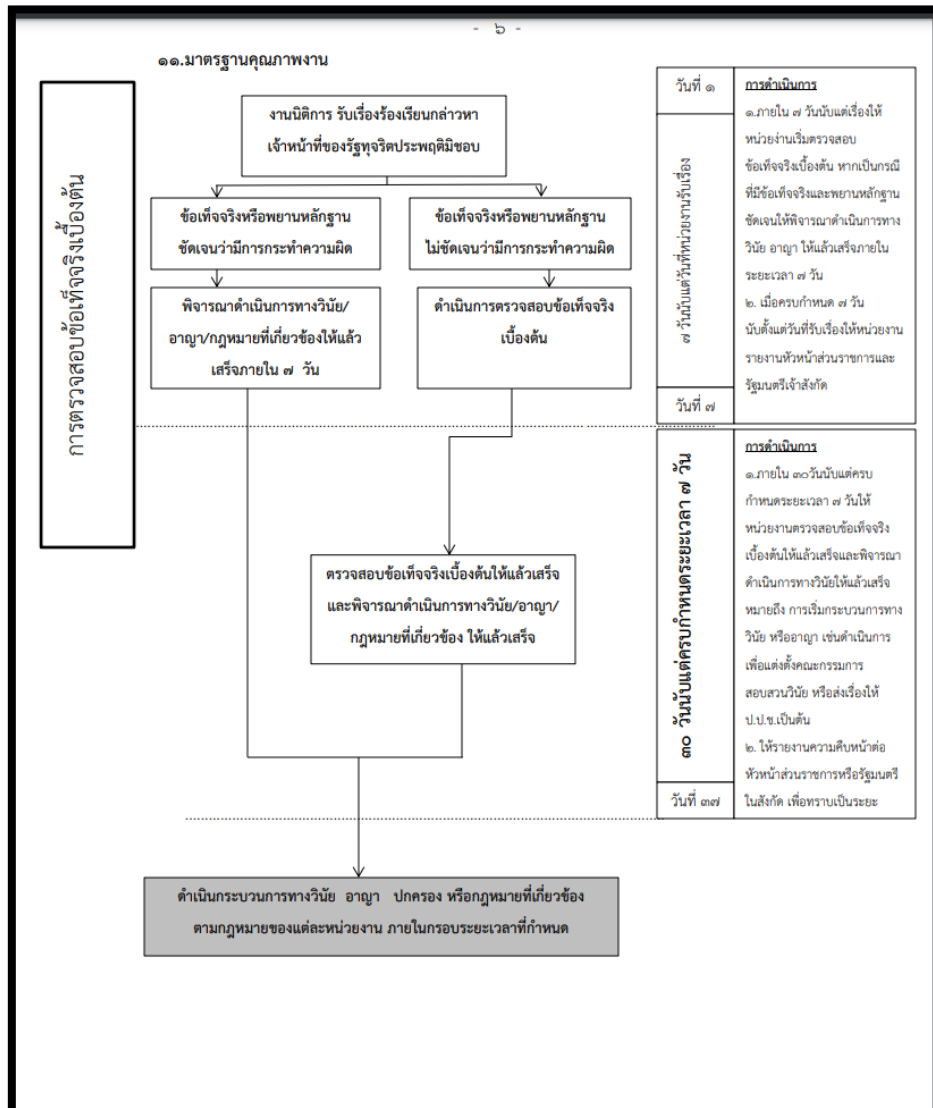 - ๖ -
๑๑.มาตรฐานคุณภาพงาน
การตรวจสอบข้อเท็จจริงเบื้องต้น
งานนิติการ รับเรื่องร้องเรียนกล่าวหา
เจ้าหน้าที่ของรัฐทุจริตประพฤติมิชอบ
ข้อเท็จจริงหรือพยานหลักฐาน
ชัดเจนว่ามีการกระทำความผิด
ข้อเท็จจริงหรือพยานหลักฐาน
ไม่ชัดเจนว่ามีการกระทำความผิด
พิจารณาดำเนินการทางวินัย/
อาญา/กฎหมายที่เกี่ยวข้องให้แล้ว
เสร็จภายใน ๗ วัน
ดำเนินการตรวจสอบข้อเท็จจริง
เบื้องต้น
วันที่ ๑
๗ วันนับแต่วันที่หน่วยงานรับเรื่อง
วันที่ ๗
การดำเนินการ
๑.ภายใน ๗ วันนับแต่เรื่องให้
หน่วยงานเริ่มตรวจสอบ
ข้อเท็จจริงเบื้องต้น หากเป็นกรณี
ที่มีข้อเท็จจริงและพยานหลักฐาน
ชัดเจนให้พิจารณาดำเนินการทาง
วินัย อาญา ให้แล้วเสร็จภายใน
ระยะเวลา ๗ วัน
๒. เมื่อครบกำหนด ๗ วัน
นับตั้งแต่วันที่รับเรื่องให้หน่วยงาน
รายงานหัวหน้าส่วนราชการและ
รัฐมนตรีเจ้าสังกัด
ตรวจสอบข้อเท็จจริงเบื้องต้นให้แล้วเสร็จ
และพิจารณาดำเนินการทางวินัย/อาญา/
กฎหมายที่เกี่ยวข้อง ให้แล้วเสร็จ
๓๐ วันนับแต่ครบกำหนดระยะเวลา ๗ วัน
วันที่ ๓๗
การดำเนินการ
๑.ภายใน ๓๐วันนับแต่ครบ
กำหนดระยะเวลา ๗ วันให้
หน่วยงานตรวจสอบข้อเท็จจริง
เบื้องต้นให้แล้วเสร็จและพิจารณา
ดำเนินการทางวินัยให้แล้วเสร็จ
หมายถึง การเริ่มกระบวนการทาง
วินัย หรืออาญา เช่นดำเนินการ
เพื่อแต่งตั้งคณะกรรมการ
สอบสวนวินัย หรือส่งเรื่องให้
ป.ป.ช.เป็นต้น
๒. ให้รายงานความคืบหน้าต่อ
หัวหน้าส่วนราชการหรือรัฐมนตรี
ในสังกัด เพื่อทราบเป็นระยะ
ดำเนินกระบวนการทางวินัย อาญา ปกครอง หรือกฎหมายที่เกี่ยวข้อง
ตามกฎหมายของแต่ละหน่วยงาน ภายในกรอบระยะเวลาที่กำหนด